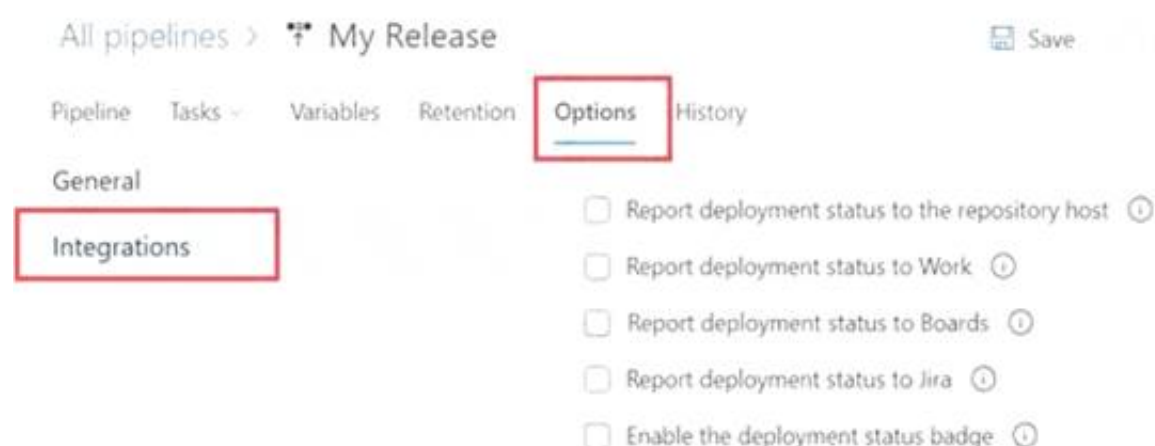 All pipelines > My Release
Save
Pipeline Tasks Variables Retention Options History
General
Integrations
Report deployment status to the repository host
Report deployment status to Work
Report deployment status to Boards
Report deployment status to Jira
Enable the deployment status badge